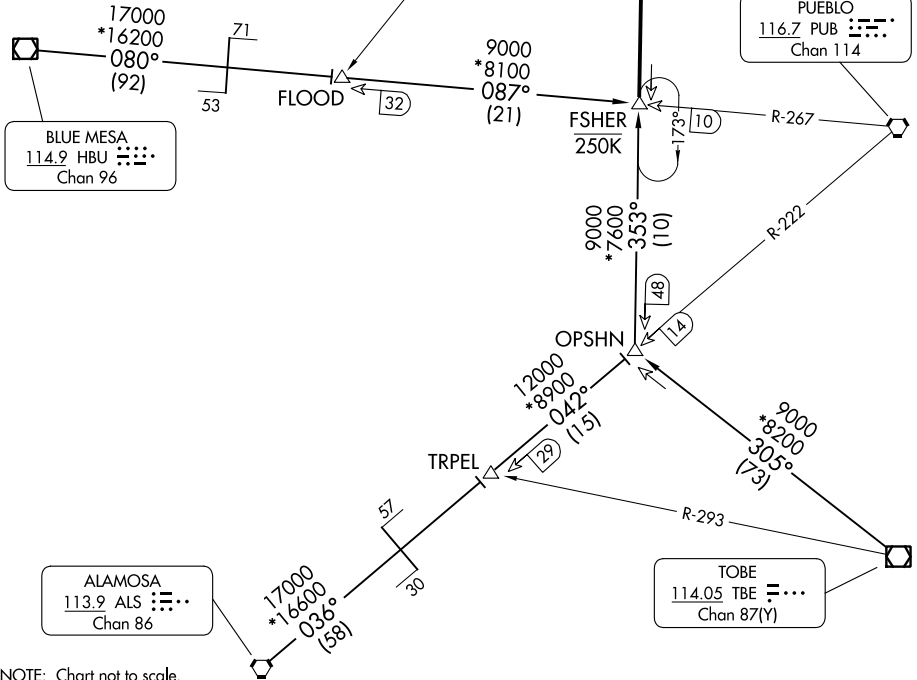 17000
*16200
080°
(92)
71
53
FLOOD
32
9000
*8100
087°
(21)
FSHER
250K
173°
10
R-267
PUEBLO
116.7 PUB
Chan 114
BLUE MESA
114.9 HBU
Chan 96
9000
*7600
353°
(10)
R-222
48
14
OPSHN
12000
*8900
042°
(15)
9000
*8200
305°
(73)
TRPEL
29
R-293
57
30
ALAMOSA
113.9 ALS
Chan 86
17000
*16600
036°
(58)
TOBE
114.05 TBE
Chan 87(Y)
NOTE: Chart not to scale.